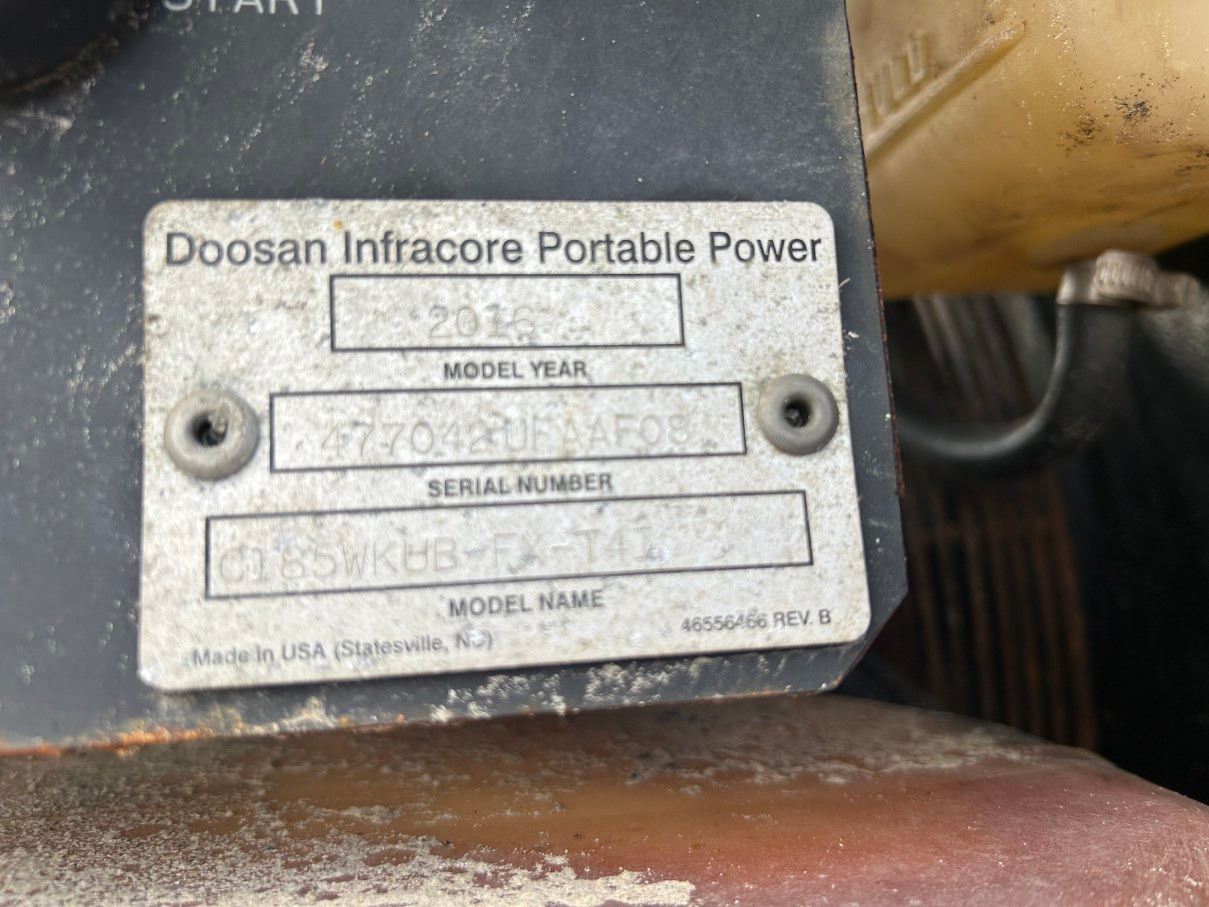 START
Doosan Infracore Portable Power
2016
MODEL YEAR
477042UFAAF08
SERIAL NUMBER
C185WKUB-FX-T4I
MODEL NAME
Made In USA (Statesville, NC)
46556466 REV. B